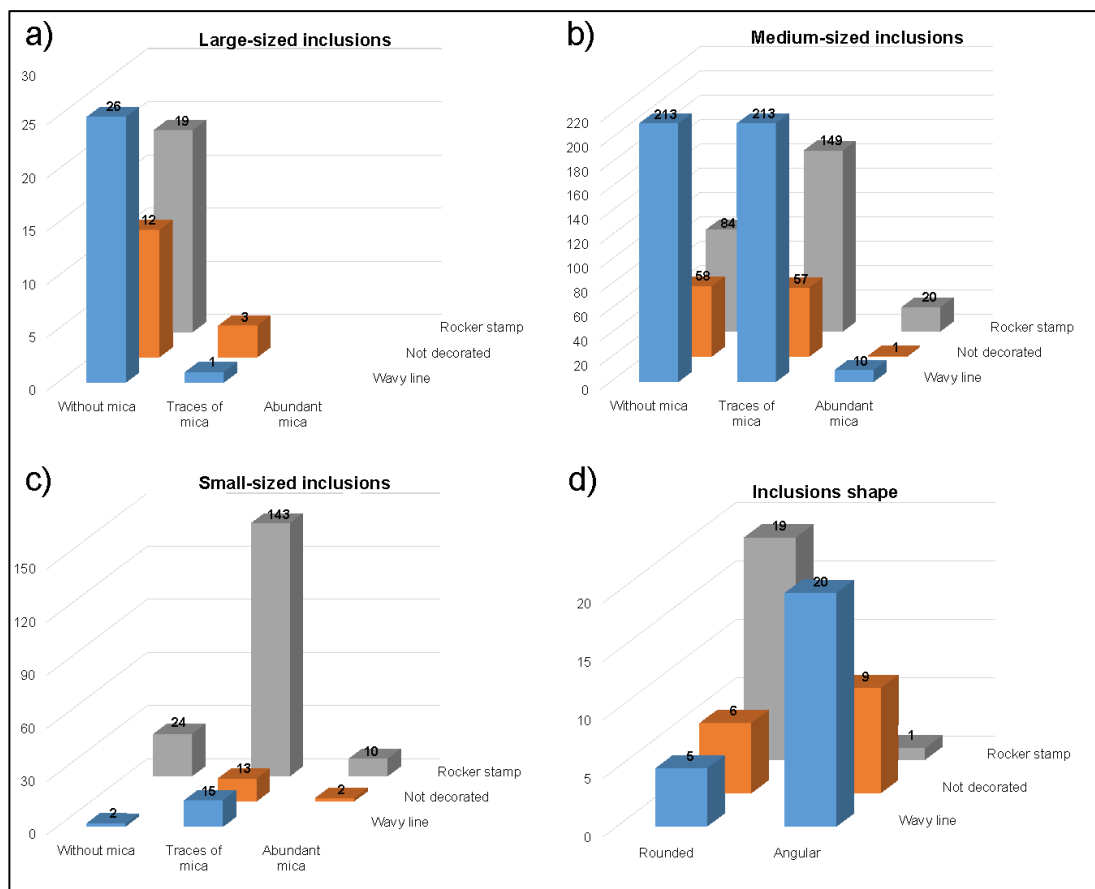 a)
Large-sized inclusions
30
25
20
15
10
5
0
26
19
12
3
1
Rocker stamp
Not decorated
Wavy line
Without mica
Traces of
mica
Abundant
mica
b)
Medium-sized inclusions
220
200
180
160
140
120
100
80
60
40
20
0
213
213
149
84
58
57
20
1
10
Rocker stamp
Not decorated
Wavy line
Without mica
Traces of
mica
Abundant
mica
c)
Small-sized inclusions
150
120
90
60
30
0
143
24
13
10
15
2
2
Rocker stamp
Not decorated
Wavy line
Without mica
Traces of
mica
Abundant
mica
d)
Inclusions shape
20
15
10
5
0
19
20
6
9
5
1
Rocker stamp
Not decorated
Wavy line
Rounded
Angular